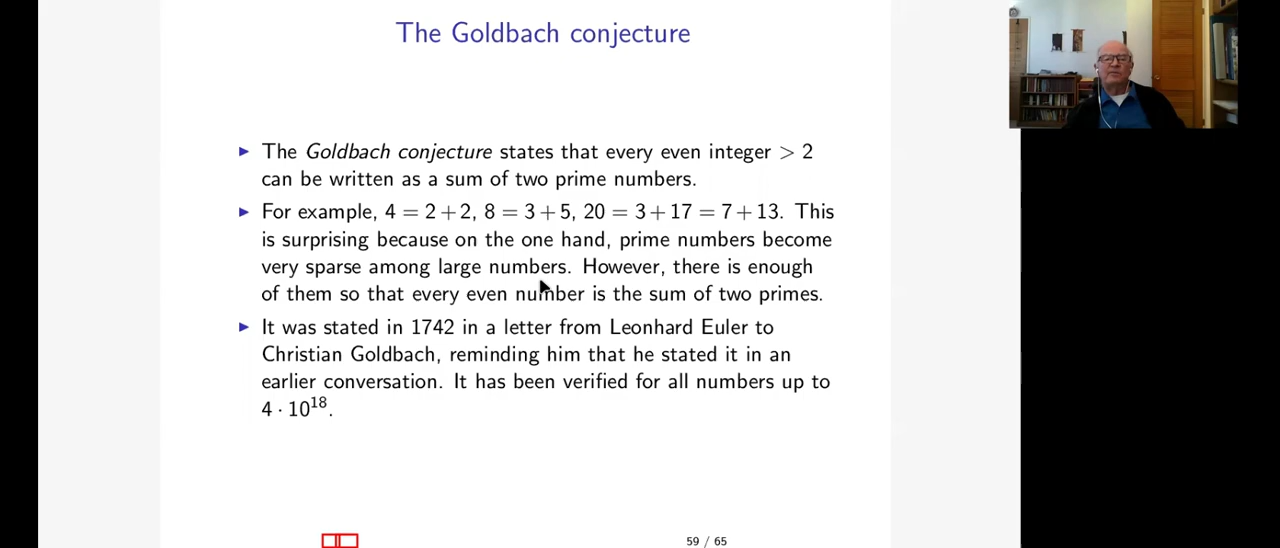 The Goldbach conjecture
▶ The Goldbach conjecture states that every even integer > 2
can be written as a sum of two prime numbers.
▶ For example, 4 = 2 + 2, 8 = 3 + 5, 20 = 3 + 17 = 7 + 13. This
is surprising because on the one hand, prime numbers become
very sparse among large numbers. However, there is enough
of them so that every even number is the sum of two primes.
▶ It was stated in 1742 in a letter from Leonhard Euler to
Christian Goldbach, reminding him that he stated it in an
earlier conversation. It has been verified for all numbers up to
4 · 10¹⁸.
59 / 65